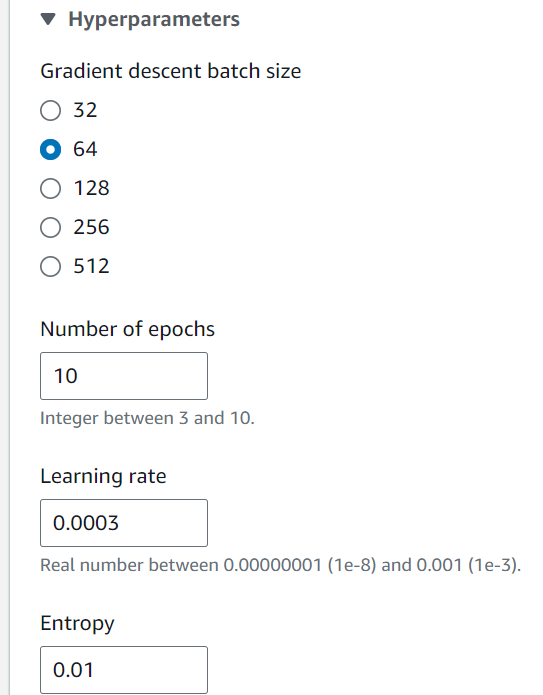 Hyperparameters
Gradient descent batch size
32
64
128
256
512
Number of epochs
10
Integer between 3 and 10.
Learning rate
0.0003
Real number between 0.00000001 (1e-8) and 0.001 (1e-3).
Entropy
0.01